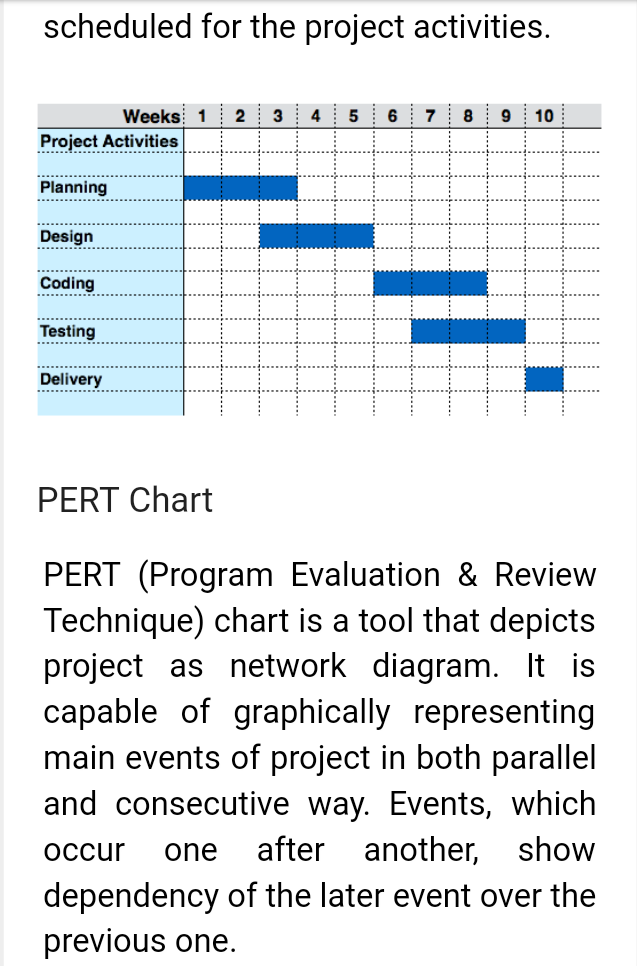 scheduled for the project activities.
Weeks 1 2 3 4 5 6 7 8 9 10
Project Activities
Planning
Design
Coding
Testing
Delivery
PERT Chart
PERT (Program Evaluation & Review
Technique) chart is a tool that depicts
project as network diagram. It is
capable of graphically representing
main events of project in both parallel
and consecutive way. Events, which
occur one after another, show
dependency of the later event over the
previous one.